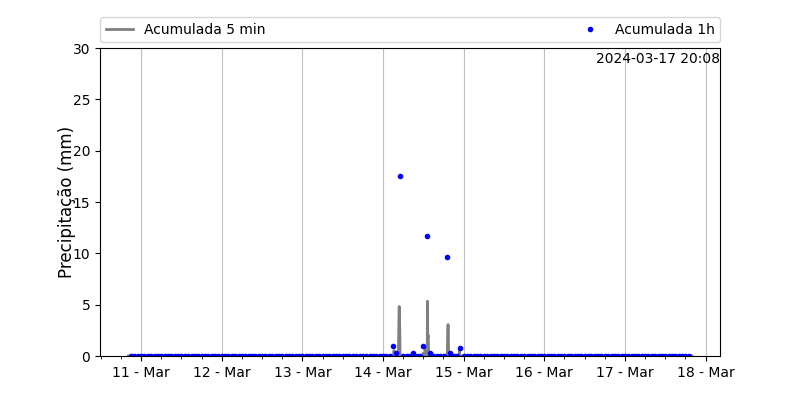 Acumulada 5 min
Acumulada 1h
2024-03-17 20:08
Precipitação (mm)
30
25
20
15
10
5
0
11 - Mar
12 - Mar
13 - Mar
14 - Mar
15 - Mar
16 - Mar
17 - Mar
18 - Mar